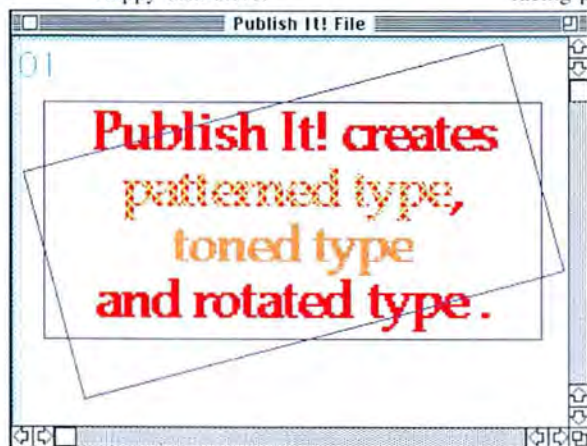 Publish It! File
01
Publish It! creates
patterned type,
toned type
and rotated type.